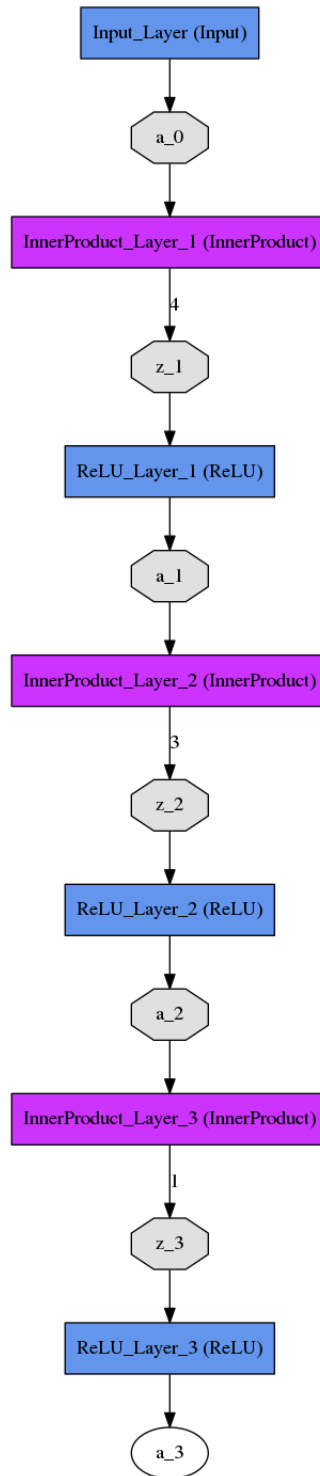 Input_Layer (Input)
a_0
InnerProduct_Layer_1 (InnerProduct)
4
z_1
ReLU_Layer_1 (ReLU)
a_1
InnerProduct_Layer_2 (InnerProduct)
3
z_2
ReLU_Layer_2 (ReLU)
a_2
InnerProduct_Layer_3 (InnerProduct)
1
z_3
ReLU_Layer_3 (ReLU)
a_3